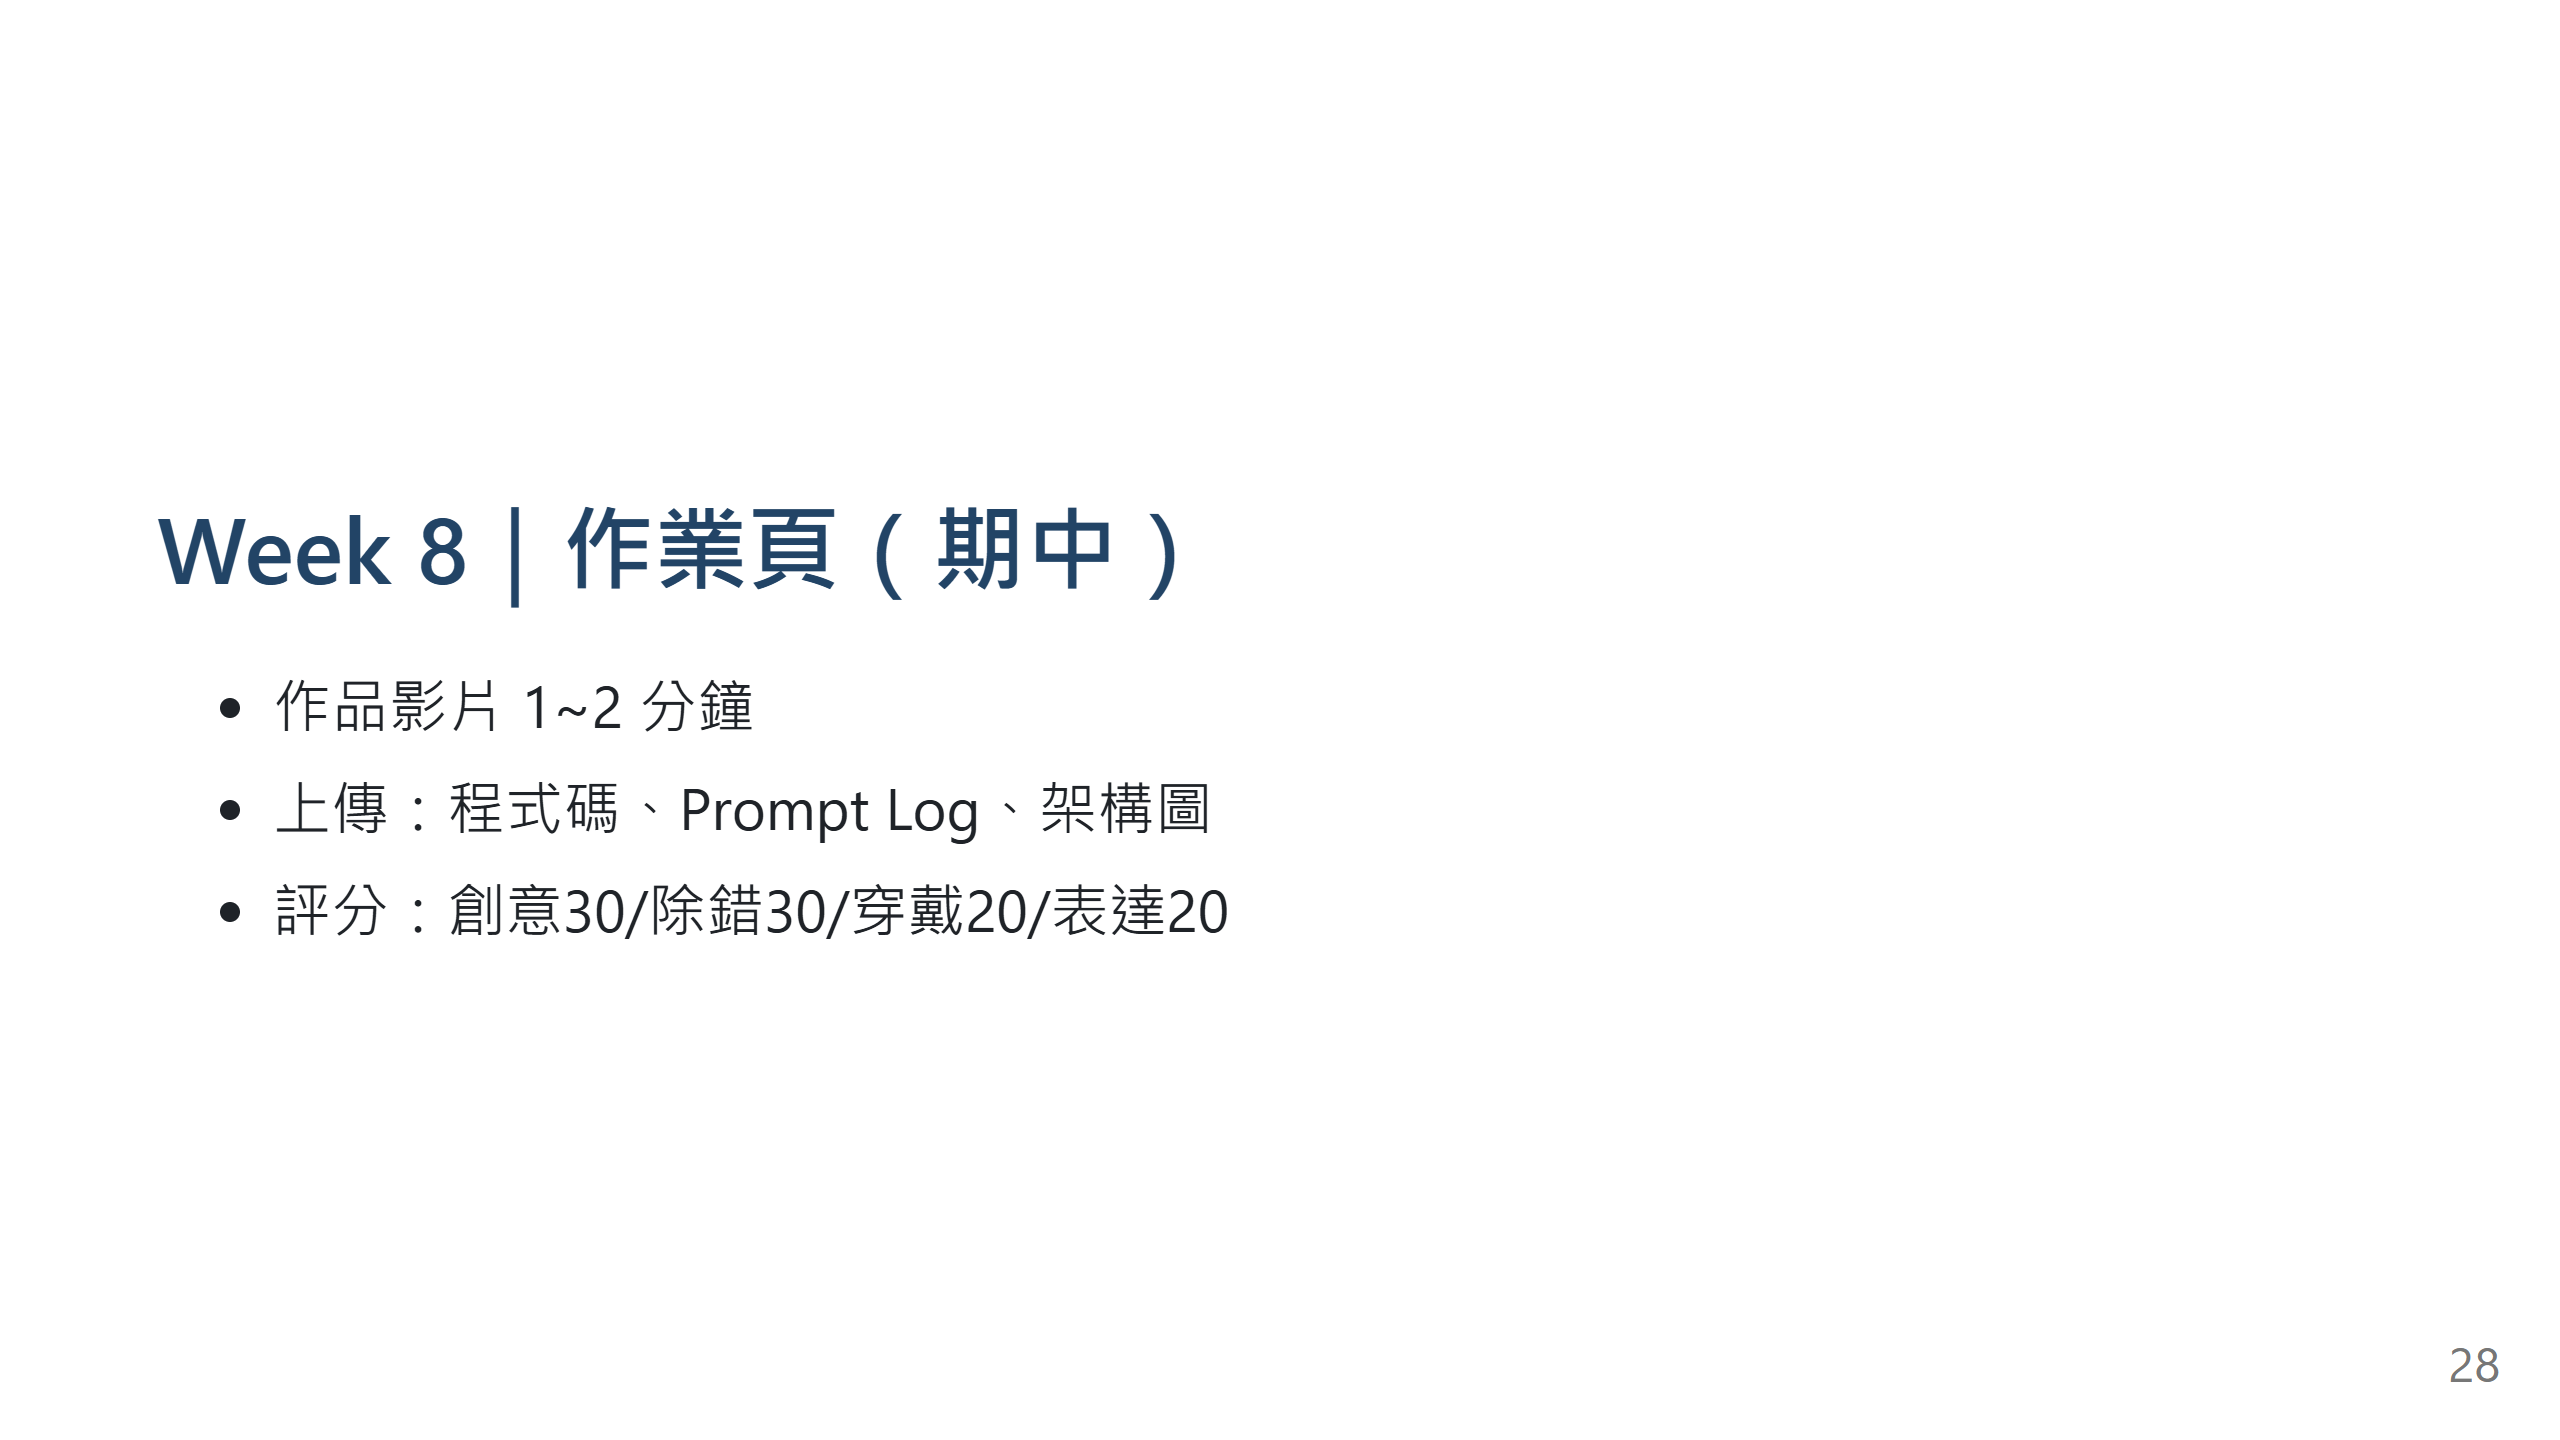 Week 8｜作業頁（期中）
• 作品影片 1~2 分鐘
• 上傳：程式碼、Prompt Log、架構圖
• 評分：創意30/除錯30/穿戴20/表達20
28